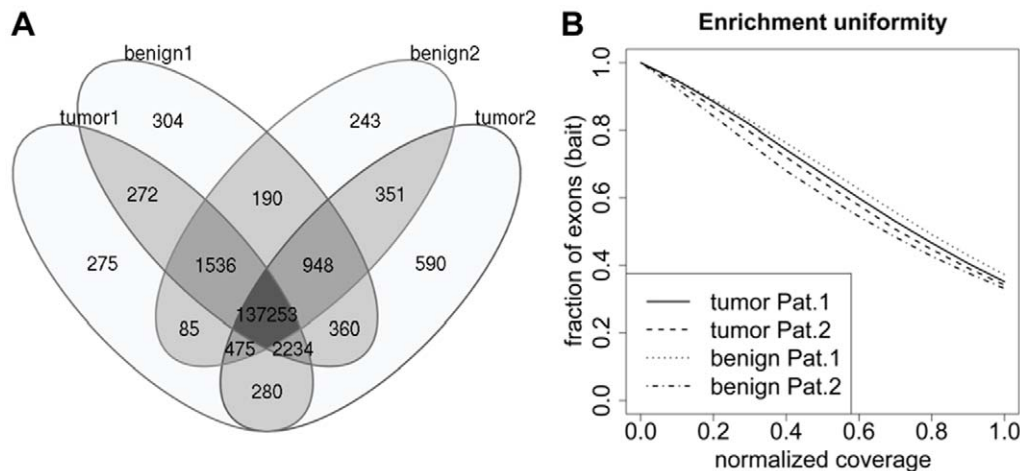 A
benign1
benign2
tumor1
tumor2
304
243
272
190
351
275
1536
948
590
137253
85
360
475
2234
280
B
Enrichment uniformity
fraction of exons (bait)
1.0
0.8
0.6
0.4
0.2
0.0
tumor Pat.1
tumor Pat.2
benign Pat.1
benign Pat.2
0.0 0.2 0.4 0.6 0.8 1.0
normalized coverage